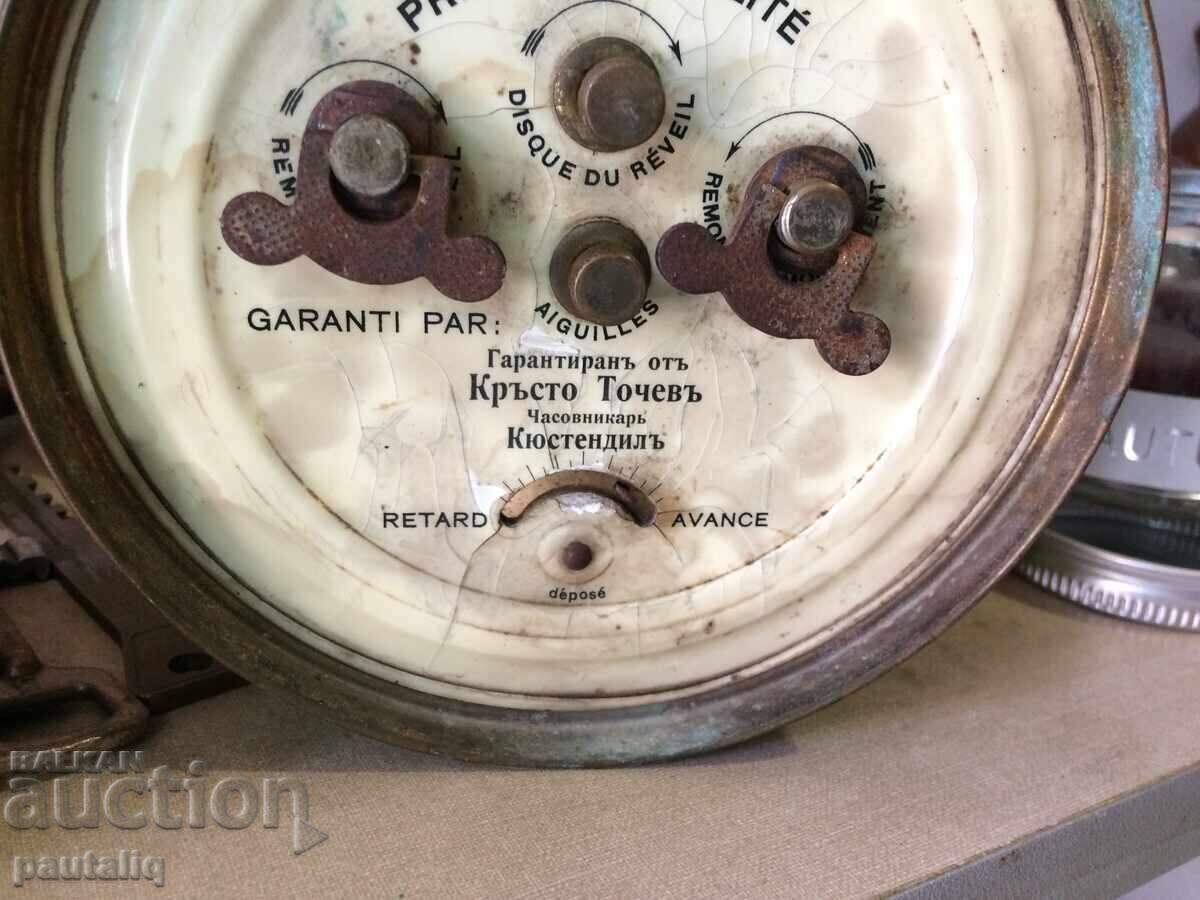 DISQUE DU RÉVEIL
AIGUILLES
GARANTI PAR:
Гарантиранъ отъ
Кръсто Точевъ
Часовникарь
Кюстендилъ
RETARD AVANCE
déposé
BALKAN
auction
pautaliq